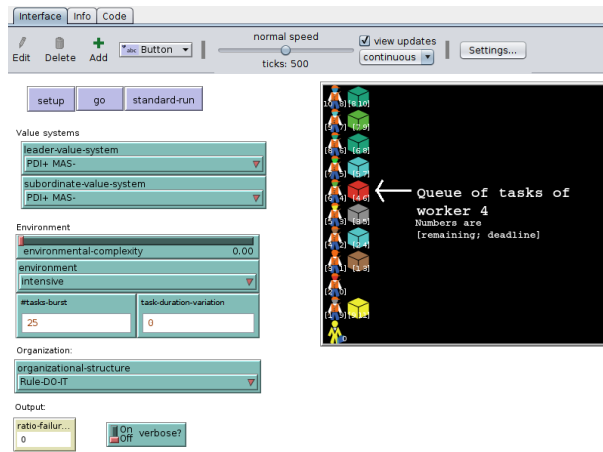 Interface Info Code
normal speed
view updates
Edit Delete Add
abc Button
continuous
Settings...
ticks: 500
setup go standard-run
Value systems
leader-value-system
PDI+ MAS-
subordinate-value-system
PDI+ MAS-
Environment
environmental-complexity 0.00
environment
intensive
#tasks-burst task-duration-variation
25 0
Organization:
organizational-structure
Rule-DO-IT
Output:
ratio-failur...
0
On
Off verbose?
Queue of tasks of
worker 4
Numbers are
[remaining; deadline]